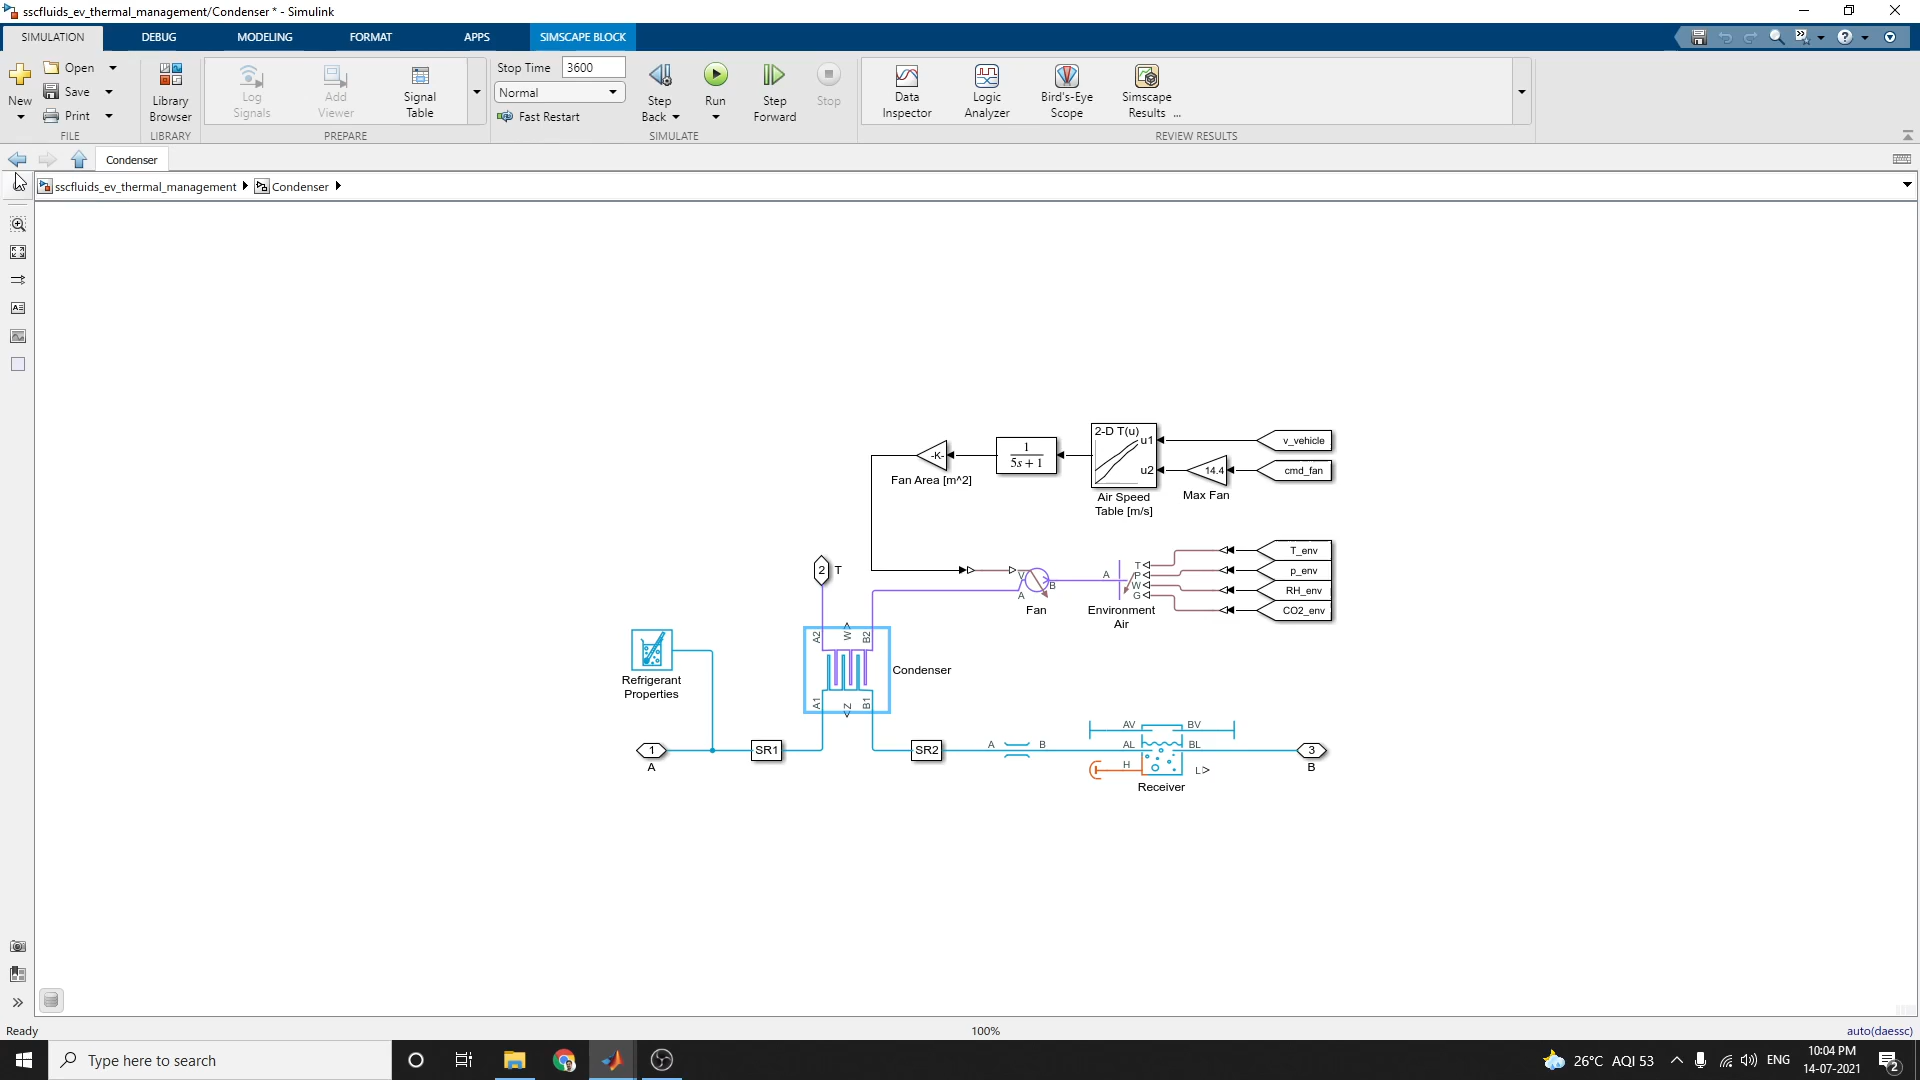 sscfluids_ev_thermal_management/Condenser * - Simulink
SIMULATION
DEBUG
MODELING
FORMAT
APPS
SIMSCAPE BLOCK
New
Open
Save
Print
FILE
Library
Browser
LIBRARY
Log
Signals
Add
Viewer
Signal
Table
PREPARE
Stop Time
3600
Normal
Fast Restart
Step
Back
Run
Step
Forward
Stop
SIMULATE
Data
Inspector
Logic
Analyzer
Bird's-Eye
Scope
Simscape
Results ...
REVIEW RESULTS
Condenser
sscfluids_ev_thermal_management
Condenser
-K-
Fan Area [m^2]
1
5s + 1
2-D T(u)
u1
u2
Air Speed
Table [m/s]
14.4
Max Fan
v_vehicle
cmd_fan
2
T
V
A
B
Fan
A
T
P
W
G
Environment
Air
T_env
p_env
RH_env
CO2_env
Refrigerant
Properties
A2
W
B2
A1
Z
B1
Condenser
1
A
SR1
SR2
A
B
AV
BV
AL
BL
H
L
Receiver
3
B
Ready
100%
auto(daessc)
Type here to search
26°C AQI 53
ENG
10:04 PM
14-07-2021
2